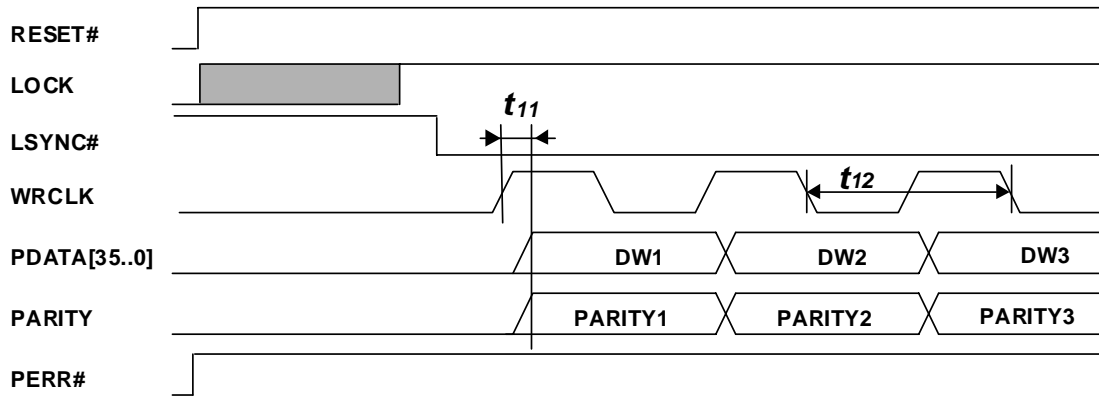 RESET#
LOCK
t11
LSYNC#
WRCLK
t12
PDATA[35..0]
DW1 DW2 DW3
PARITY
PARITY1 PARITY2 PARITY3
PERR#